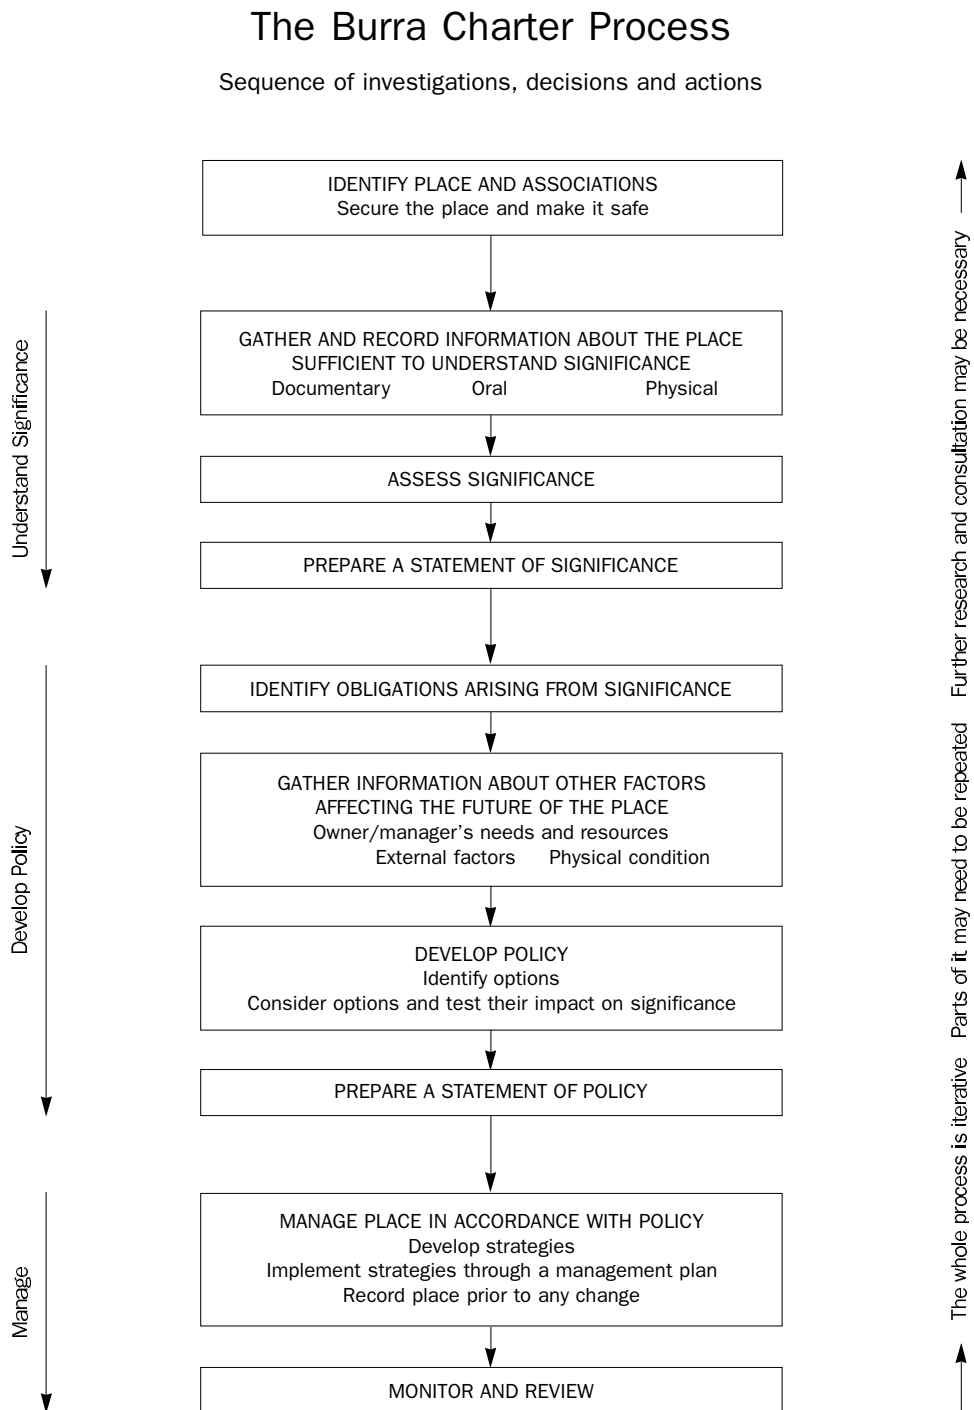 The Burra Charter Process
Sequence of investigations, decisions and actions
IDENTIFY PLACE AND ASSOCIATIONS
Secure the place and make it safe
GATHER AND RECORD INFORMATION ABOUT THE PLACE
SUFFICIENT TO UNDERSTAND SIGNIFICANCE
Documentary Oral Physical
ASSESS SIGNIFICANCE
PREPARE A STATEMENT OF SIGNIFICANCE
IDENTIFY OBLIGATIONS ARISING FROM SIGNIFICANCE
GATHER INFORMATION ABOUT OTHER FACTORS
AFFECTING THE FUTURE OF THE PLACE
Owner/manager’s needs and resources
External factors Physical condition
DEVELOP POLICY
Identify options
Consider options and test their impact on significance
PREPARE A STATEMENT OF POLICY
MANAGE PLACE IN ACCORDANCE WITH POLICY
Develop strategies
Implement strategies through a management plan
Record place prior to any change
MONITOR AND REVIEW
Understand Significance
Develop Policy
Manage
The whole process is iterative Parts of it may need to be repeated Further research and consultation may be necessary